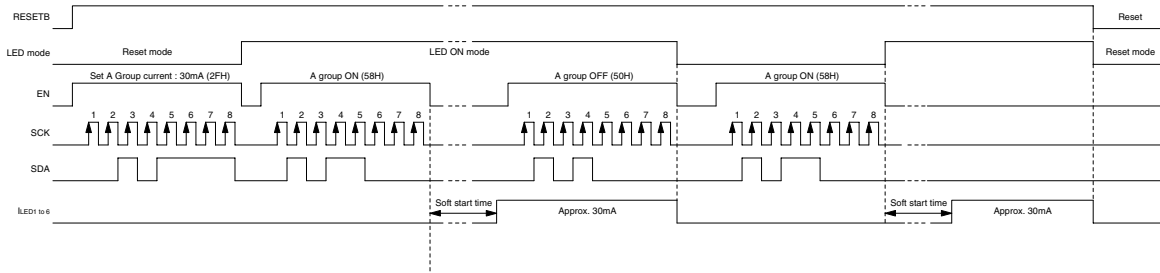 RESETB
Reset
LED mode
Reset mode
LED ON mode
Reset mode
Set A Group current : 30mA (2FH)
A group ON (58H)
A group OFF (50H)
A group ON (58H)
EN
1 2 3 4 5 6 7 8
1 2 3 4 5 6 7 8
1 2 3 4 5 6 7 8
1 2 3 4 5 6 7 8
SCK
SDA
Soft start time
Approx. 30mA
Soft start time
Approx. 30mA
ILED1 to 6